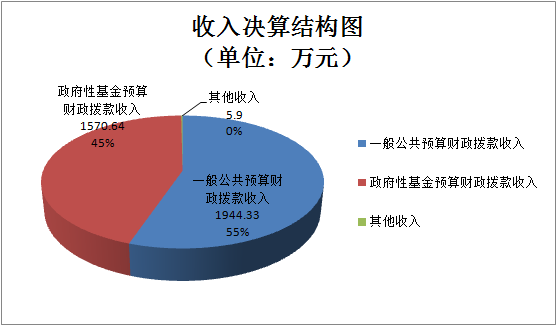 收入决算结构图
（单位：万元）
政府性基金预算
财政拨款收入
1570.64
45%
其他收入
5.9
0%
一般公共预算财
政拨款收入
1944.33
55%
一般公共预算财政拨款收入
政府性基金预算财政拨款收入
其他收入